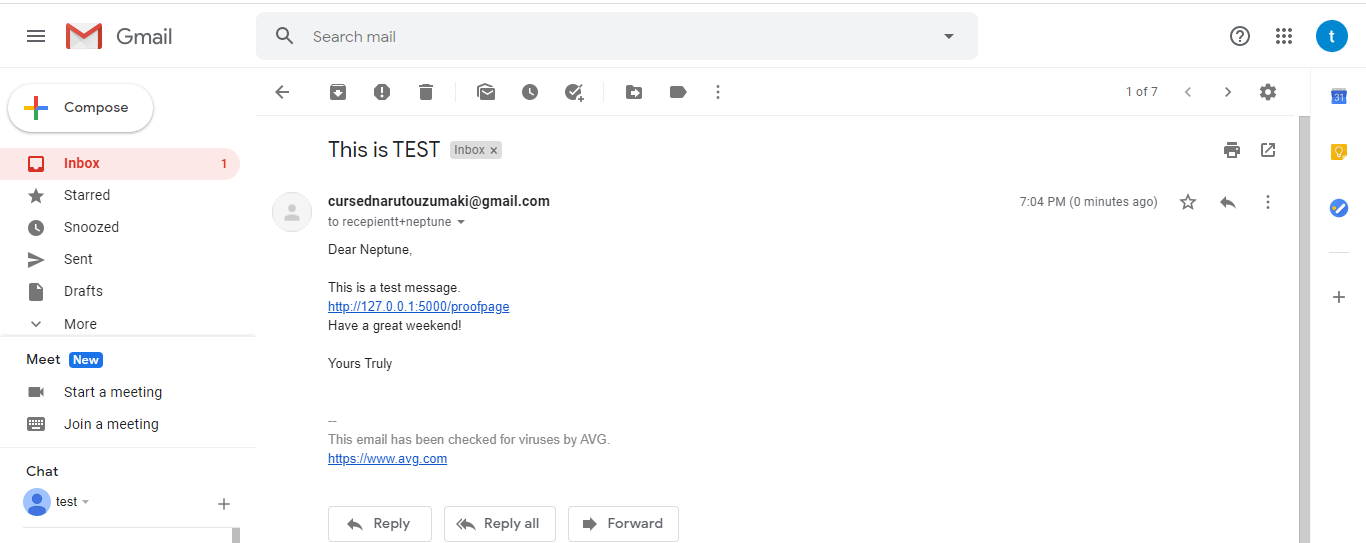 Gmail
Search mail
t
Compose
1 of 7
31
Inbox 1
Starred
Snoozed
Sent
Drafts
More
Meet New
Start a meeting
Join a meeting
Chat
test
This is TEST Inbox ×
cursednarutouzumaki@gmail.com 7:04 PM (0 minutes ago)
to recepientt+neptune
Dear Neptune,
This is a test message.
http://127.0.0.1:5000/proofpage
Have a great weekend!
Yours Truly
--
This email has been checked for viruses by AVG.
https://www.avg.com
Reply Reply all Forward